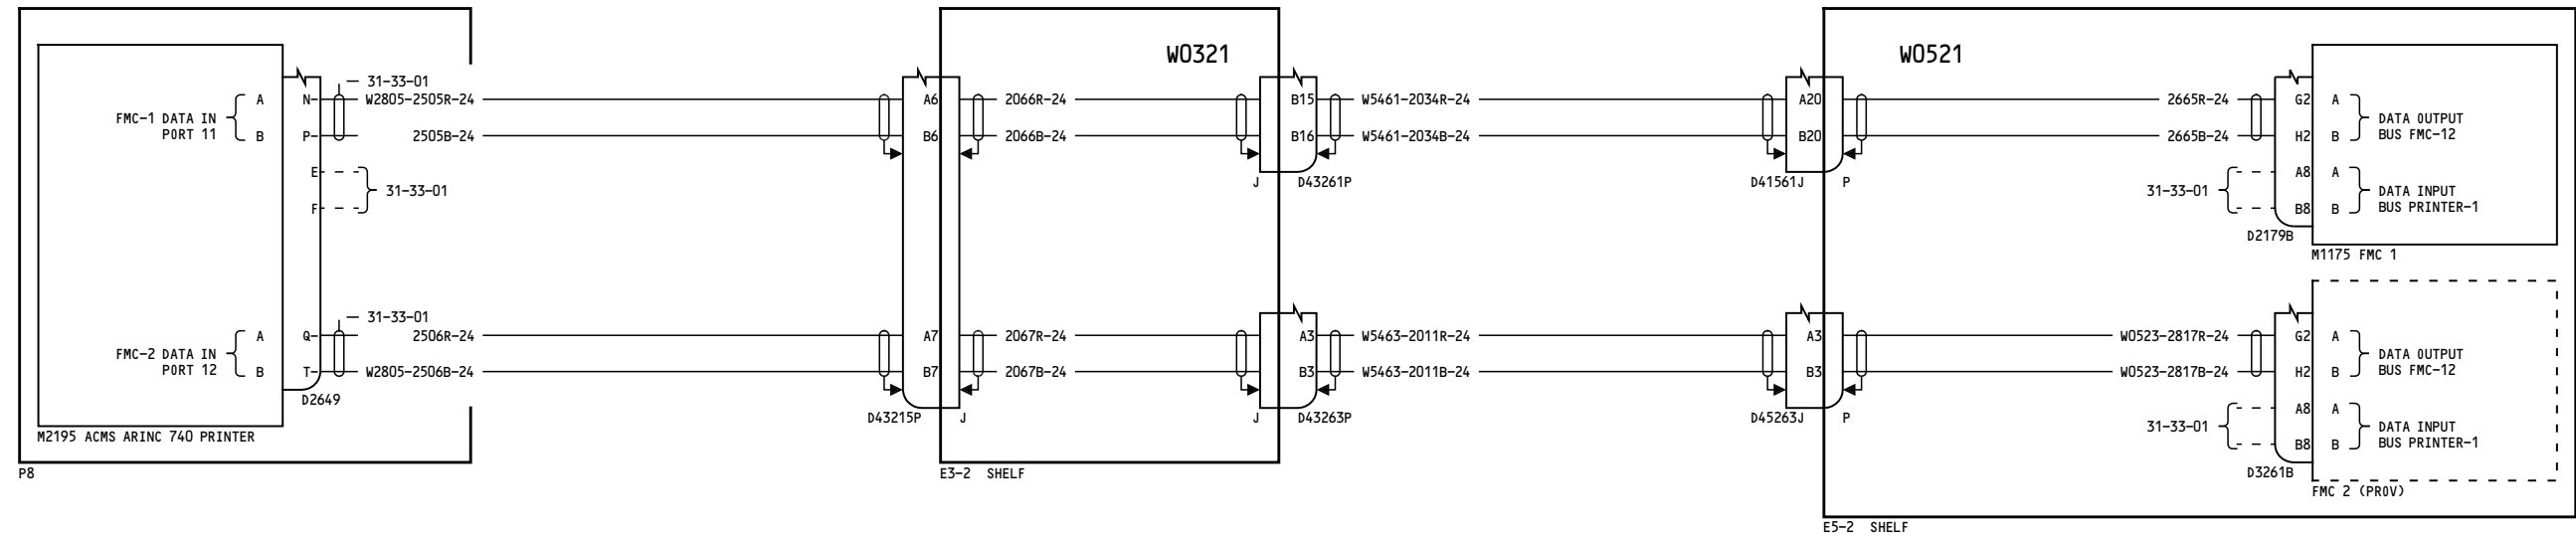 W0321
W0521
31-33-01
A N W2805-2505R-24 A6 2066R-24 B15 W5461-2034R-24 A20 2665R-24 G2 A
FMC-1 DATA IN
PORT 11
DATA OUTPUT
BUS FMC-12
B P 2505B-24 B6 2066B-24 B16 W5461-2034B-24 B20 2665B-24 H2 B
J D43261P D41561J P
E
F
31-33-01
31-33-01
A8 A
B8 B
DATA INPUT
BUS PRINTER-1
D2179B
M1175 FMC 1
31-33-01
A Q 2506R-24 A7 2067R-24 A3 W5463-2011R-24 A3 W0523-2817R-24 G2 A
FMC-2 DATA IN
PORT 12
DATA OUTPUT
BUS FMC-12
B T W2805-2506B-24 B7 2067B-24 B3 W5463-2011B-24 B3 W0523-2817B-24 H2 B
D2649
D43215P J J D43263P D45263J P
31-33-01
A8 A
B8 B
DATA INPUT
BUS PRINTER-1
M2195 ACMS ARINC 740 PRINTER
P8
E3-2 SHELF
D3261B
FMC 2 (PROV)
E5-2 SHELF